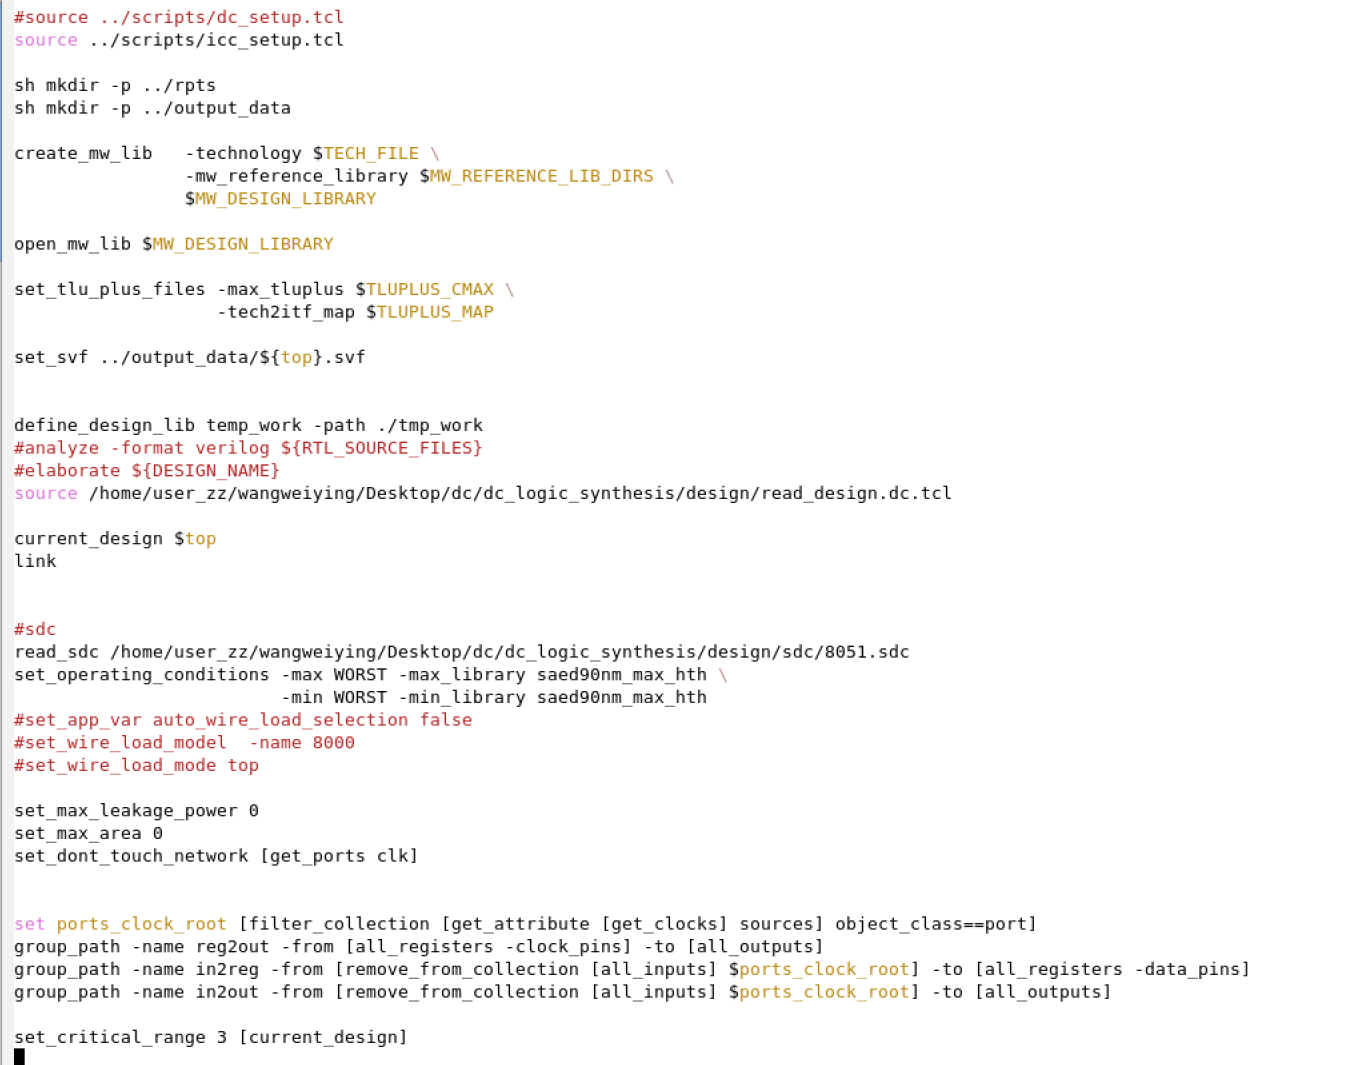 #source ../scripts/dc_setup.tcl
source ../scripts/icc_setup.tcl
sh mkdir -p ../rpts
sh mkdir -p ../output_data
create_mw_lib   -technology $TECH_FILE \
                -mw_reference_library $MW_REFERENCE_LIB_DIRS \
                $MW_DESIGN_LIBRARY
open_mw_lib $MW_DESIGN_LIBRARY
set_tlu_plus_files -max_tluplus $TLUPLUS_CMAX \
                   -tech2itf_map $TLUPLUS_MAP
set_svf ../output_data/${top}.svf
define_design_lib temp_work -path ./tmp_work
#analyze -format verilog ${RTL_SOURCE_FILES}
#elaborate ${DESIGN_NAME}
source /home/user_zz/wangweiying/Desktop/dc/dc_logic_synthesis/design/read_design.dc.tcl
current_design $top
link
#sdc
read_sdc /home/user_zz/wangweiying/Desktop/dc/dc_logic_synthesis/design/sdc/8051.sdc
set_operating_conditions -max WORST -max_library saed90nm_max_hth \
                         -min WORST -min_library saed90nm_max_hth
#set_app_var auto_wire_load_selection false
#set_wire_load_model  -name 8000
#set_wire_load_mode top
set_max_leakage_power 0
set_max_area 0
set_dont_touch_network [get_ports clk]
set ports_clock_root [filter_collection [get_attribute [get_clocks] sources] object_class==port]
group_path -name reg2out -from [all_registers -clock_pins] -to [all_outputs]
group_path -name in2reg -from [remove_from_collection [all_inputs] $ports_clock_root] -to [all_registers -data_pins]
group_path -name in2out -from [remove_from_collection [all_inputs] $ports_clock_root] -to [all_outputs]
set_critical_range 3 [current_design]